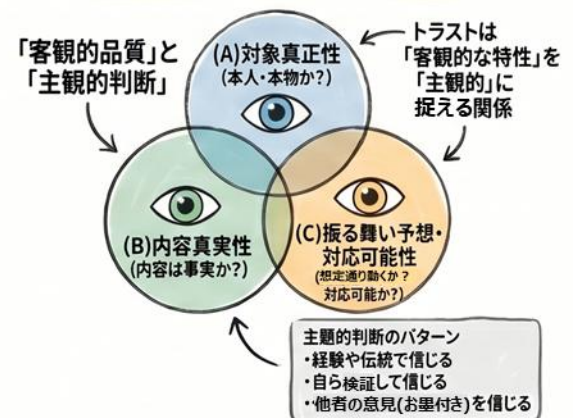 「客観的品質」と
「主観的判断」
(A)対象真正性
(本人・本物か?)
トラストは
「客観的な特性」を
「主観的」に
捉える関係
(B)内容真実性
(内容は事実か?)
(C)振る舞い予想・
対応可能性
(想定通り動くか?
対応可能か?)
主題的判断のパターン
・経験や伝統で信じる
・自ら検証して信じる
・他者の意見(お墨付き)を信じる